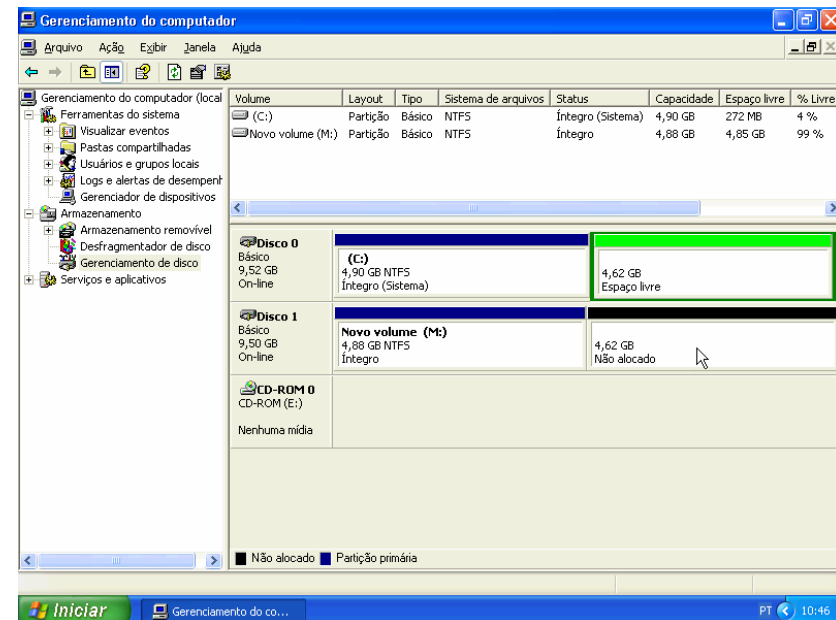 Gerenciamento do computador
Arquivo Ação Exibir Janela Ajuda
Gerenciamento do computador (local
Ferramentas do sistema
Visualizar eventos
Pastas compartilhadas
Usuários e grupos locais
Logs e alertas de desempenh
Gerenciador de dispositivos
Armazenamento
Armazenamento removível
Desfragmentador de disco
Gerenciamento de disco
Serviços e aplicativos
Volume Layout Tipo Sistema de arquivos Status Capacidade Espaço livre % Livre
(C:) Partição Básico NTFS Íntegro (Sistema) 4,90 GB 272 MB 4 %
Novo volume (M:) Partição Básico NTFS Íntegro 4,88 GB 4,85 GB 99 %
Disco 0
Básico
9,52 GB
On-line
(C:)
4,90 GB NTFS
Íntegro (Sistema)
4,62 GB
Espaço livre
Disco 1
Básico
9,50 GB
On-line
Novo volume (M:)
4,88 GB NTFS
Íntegro
4,62 GB
Não alocado
CD-ROM 0
CD-ROM (E:)
Nenhuma mídia
Não alocado Partição primária
Iniciar Gerenciamento do co... PT 10:46